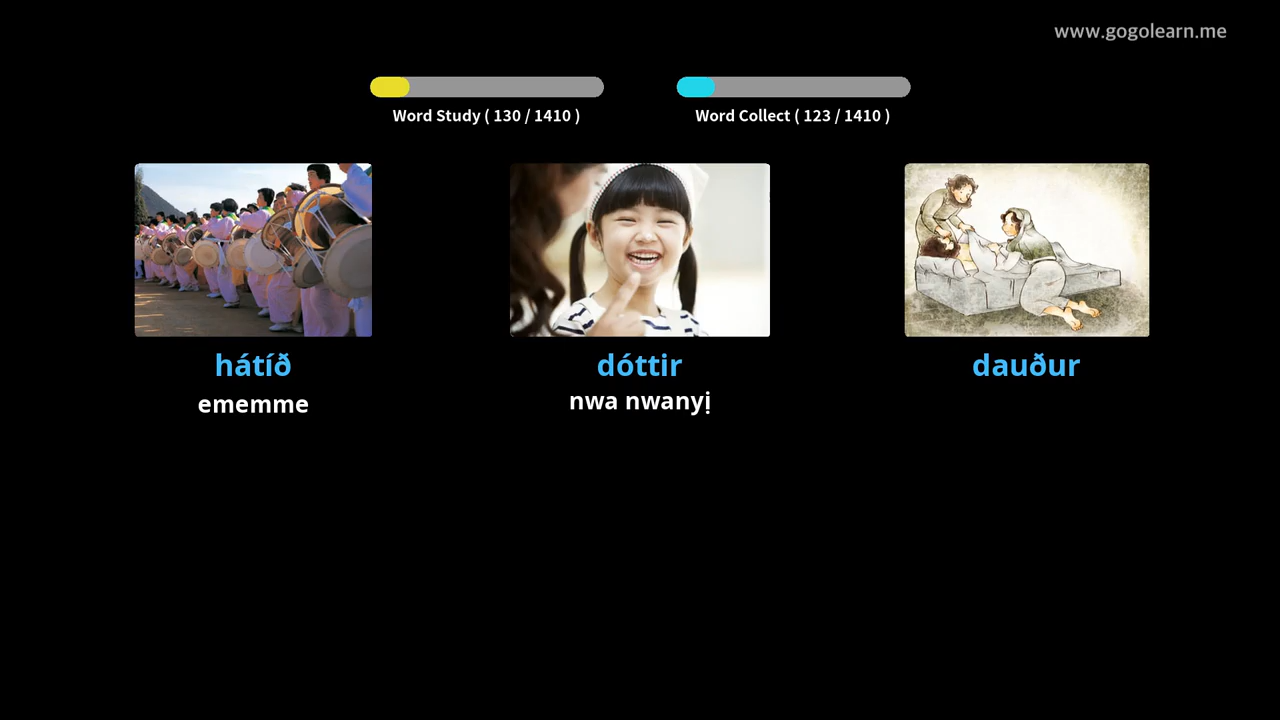 www.gogolearn.me
Word Study ( 130 / 1410 )
Word Collect ( 123 / 1410 )
hátíð
ememme
dóttir
nwa nwanyị
dauður